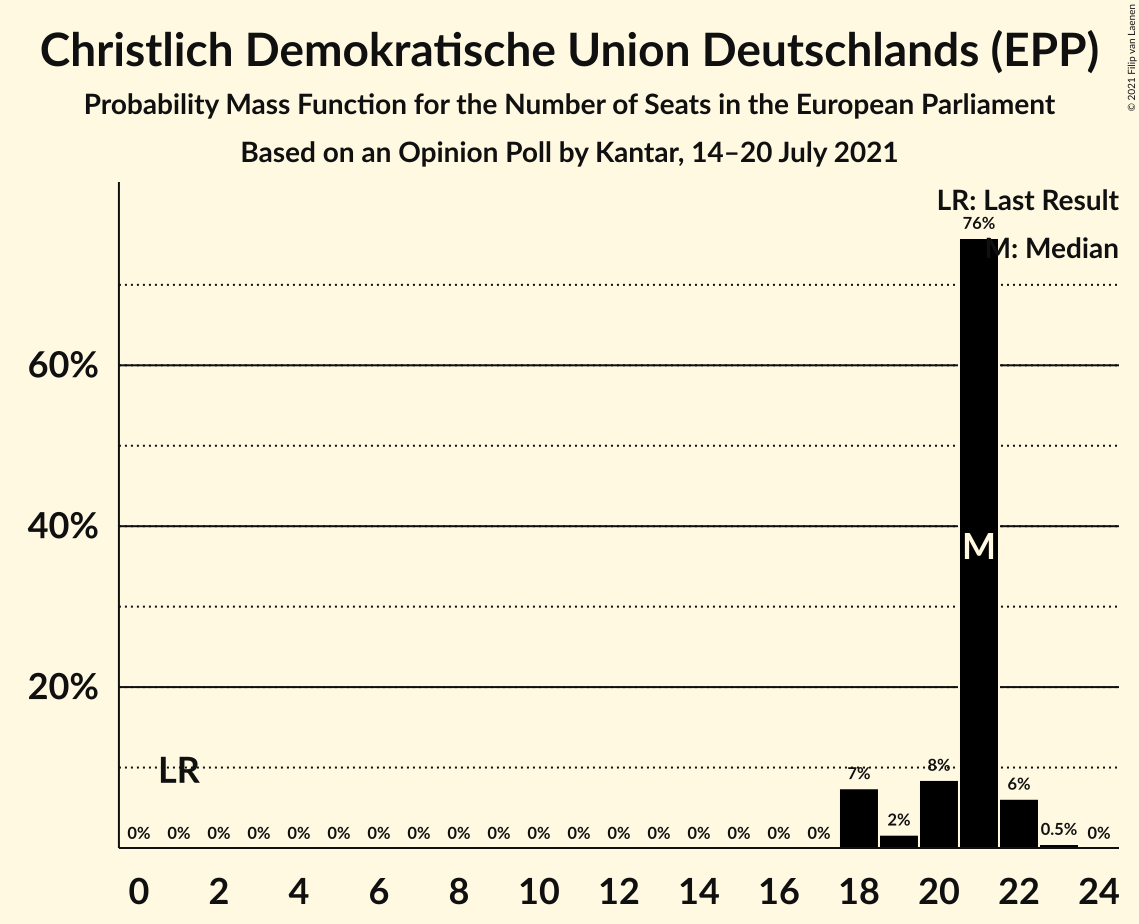 Christlich Demokratische Union Deutschlands (EPP)
Probability Mass Function for the Number of Seats in the European Parliament
Based on an Opinion Poll by Kantar, 14–20 July 2021
© 2021 Filip van Laenen
LR: Last Result
M: Median
76%
60%
40%
M
20%
LR
0% 0% 0% 0% 0% 0% 0% 0% 0% 0% 0% 0% 0% 0% 0% 0% 0% 0% 7% 2% 8% 6% 0.5% 0%
0 2 4 6 8 10 12 14 16 18 20 22 24